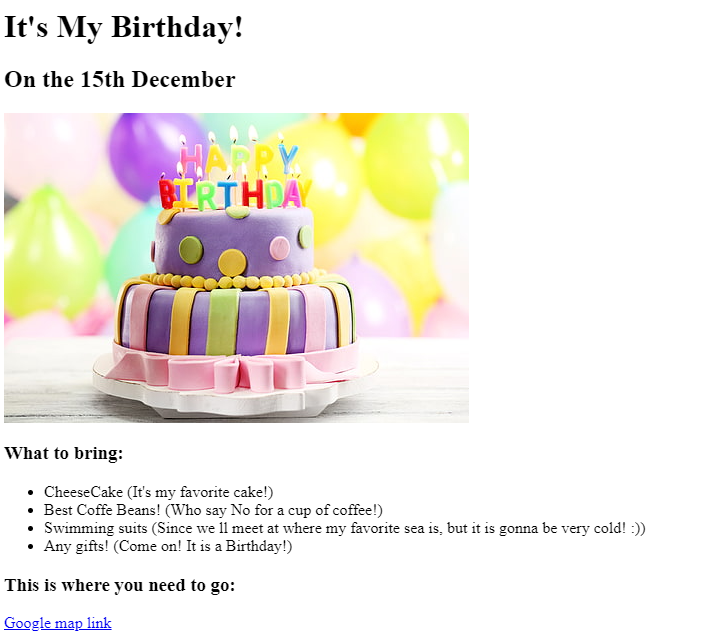 It's My Birthday!
On the 15th December
HAPPY
BIRTHDAY
What to bring:
CheeseCake (It's my favorite cake!)
Best Coffe Beans! (Who say No for a cup of coffee!)
Swimming suits (Since we ll meet at where my favorite sea is, but it is gonna be very cold! :))
Any gifts! (Come on! It is a Birthday!)
This is where you need to go:
Google map link